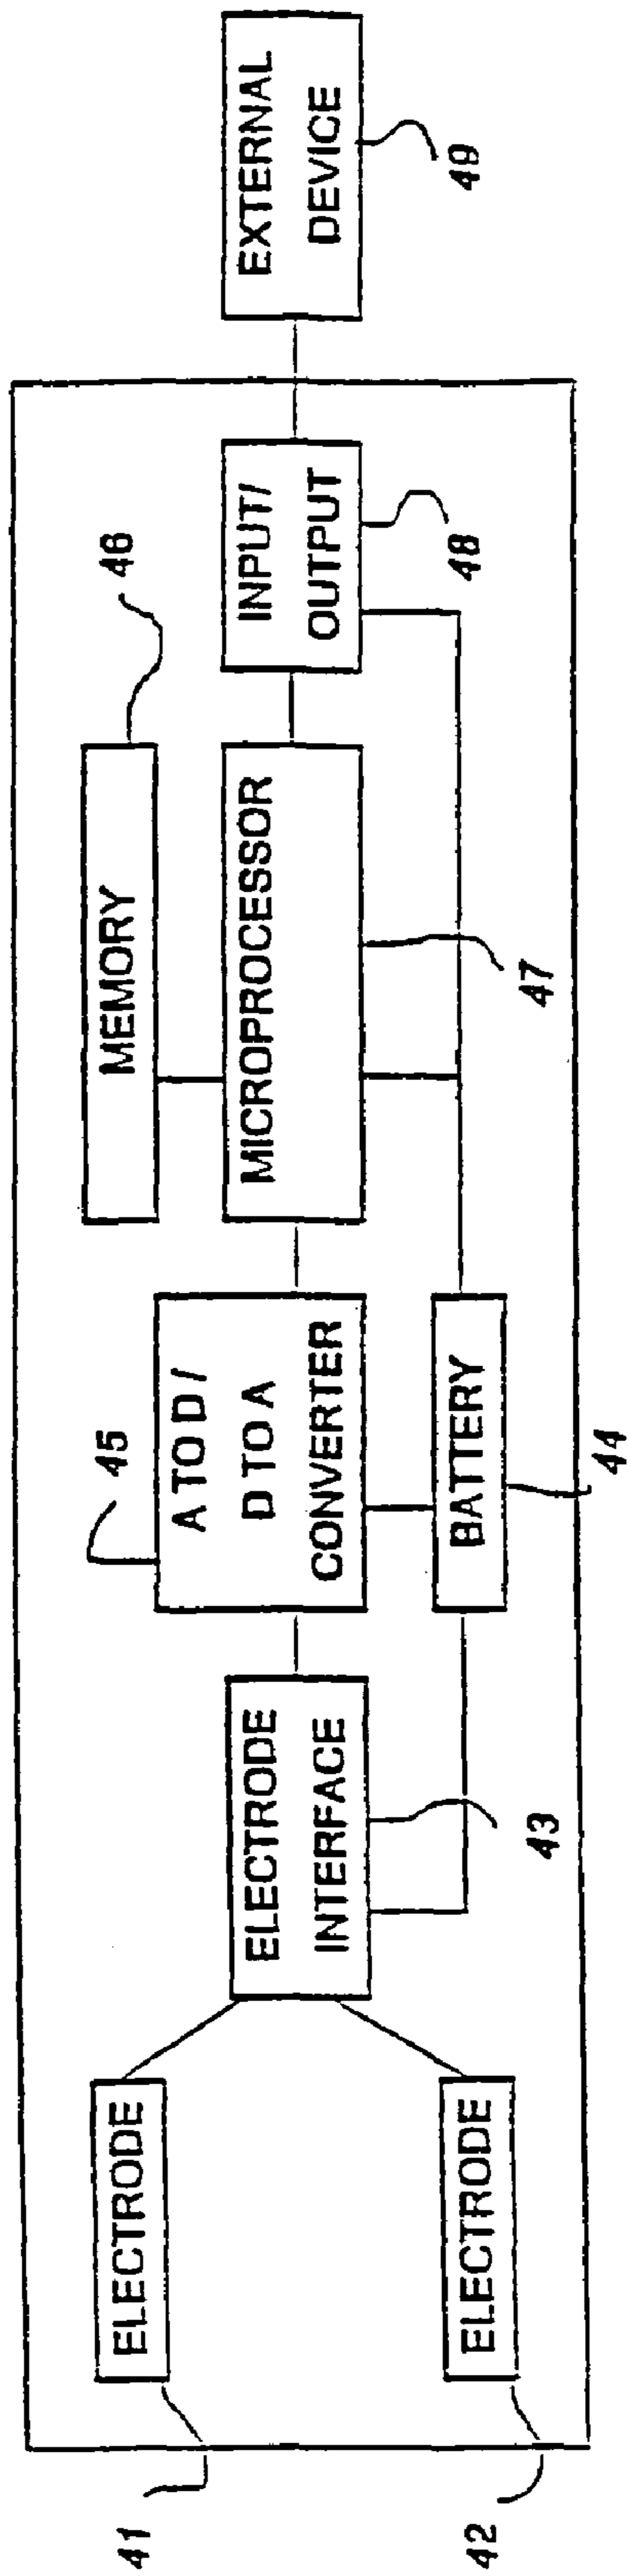 41
ELECTRODE
42
ELECTRODE
ELECTRODE
INTERFACE
43
45
A TO D/
D TO A
CONVERTER
BATTERY
44
MEMORY
46
MICROPROCESSOR
47
INPUT/
OUTPUT
48
EXTERNAL
DEVICE
49